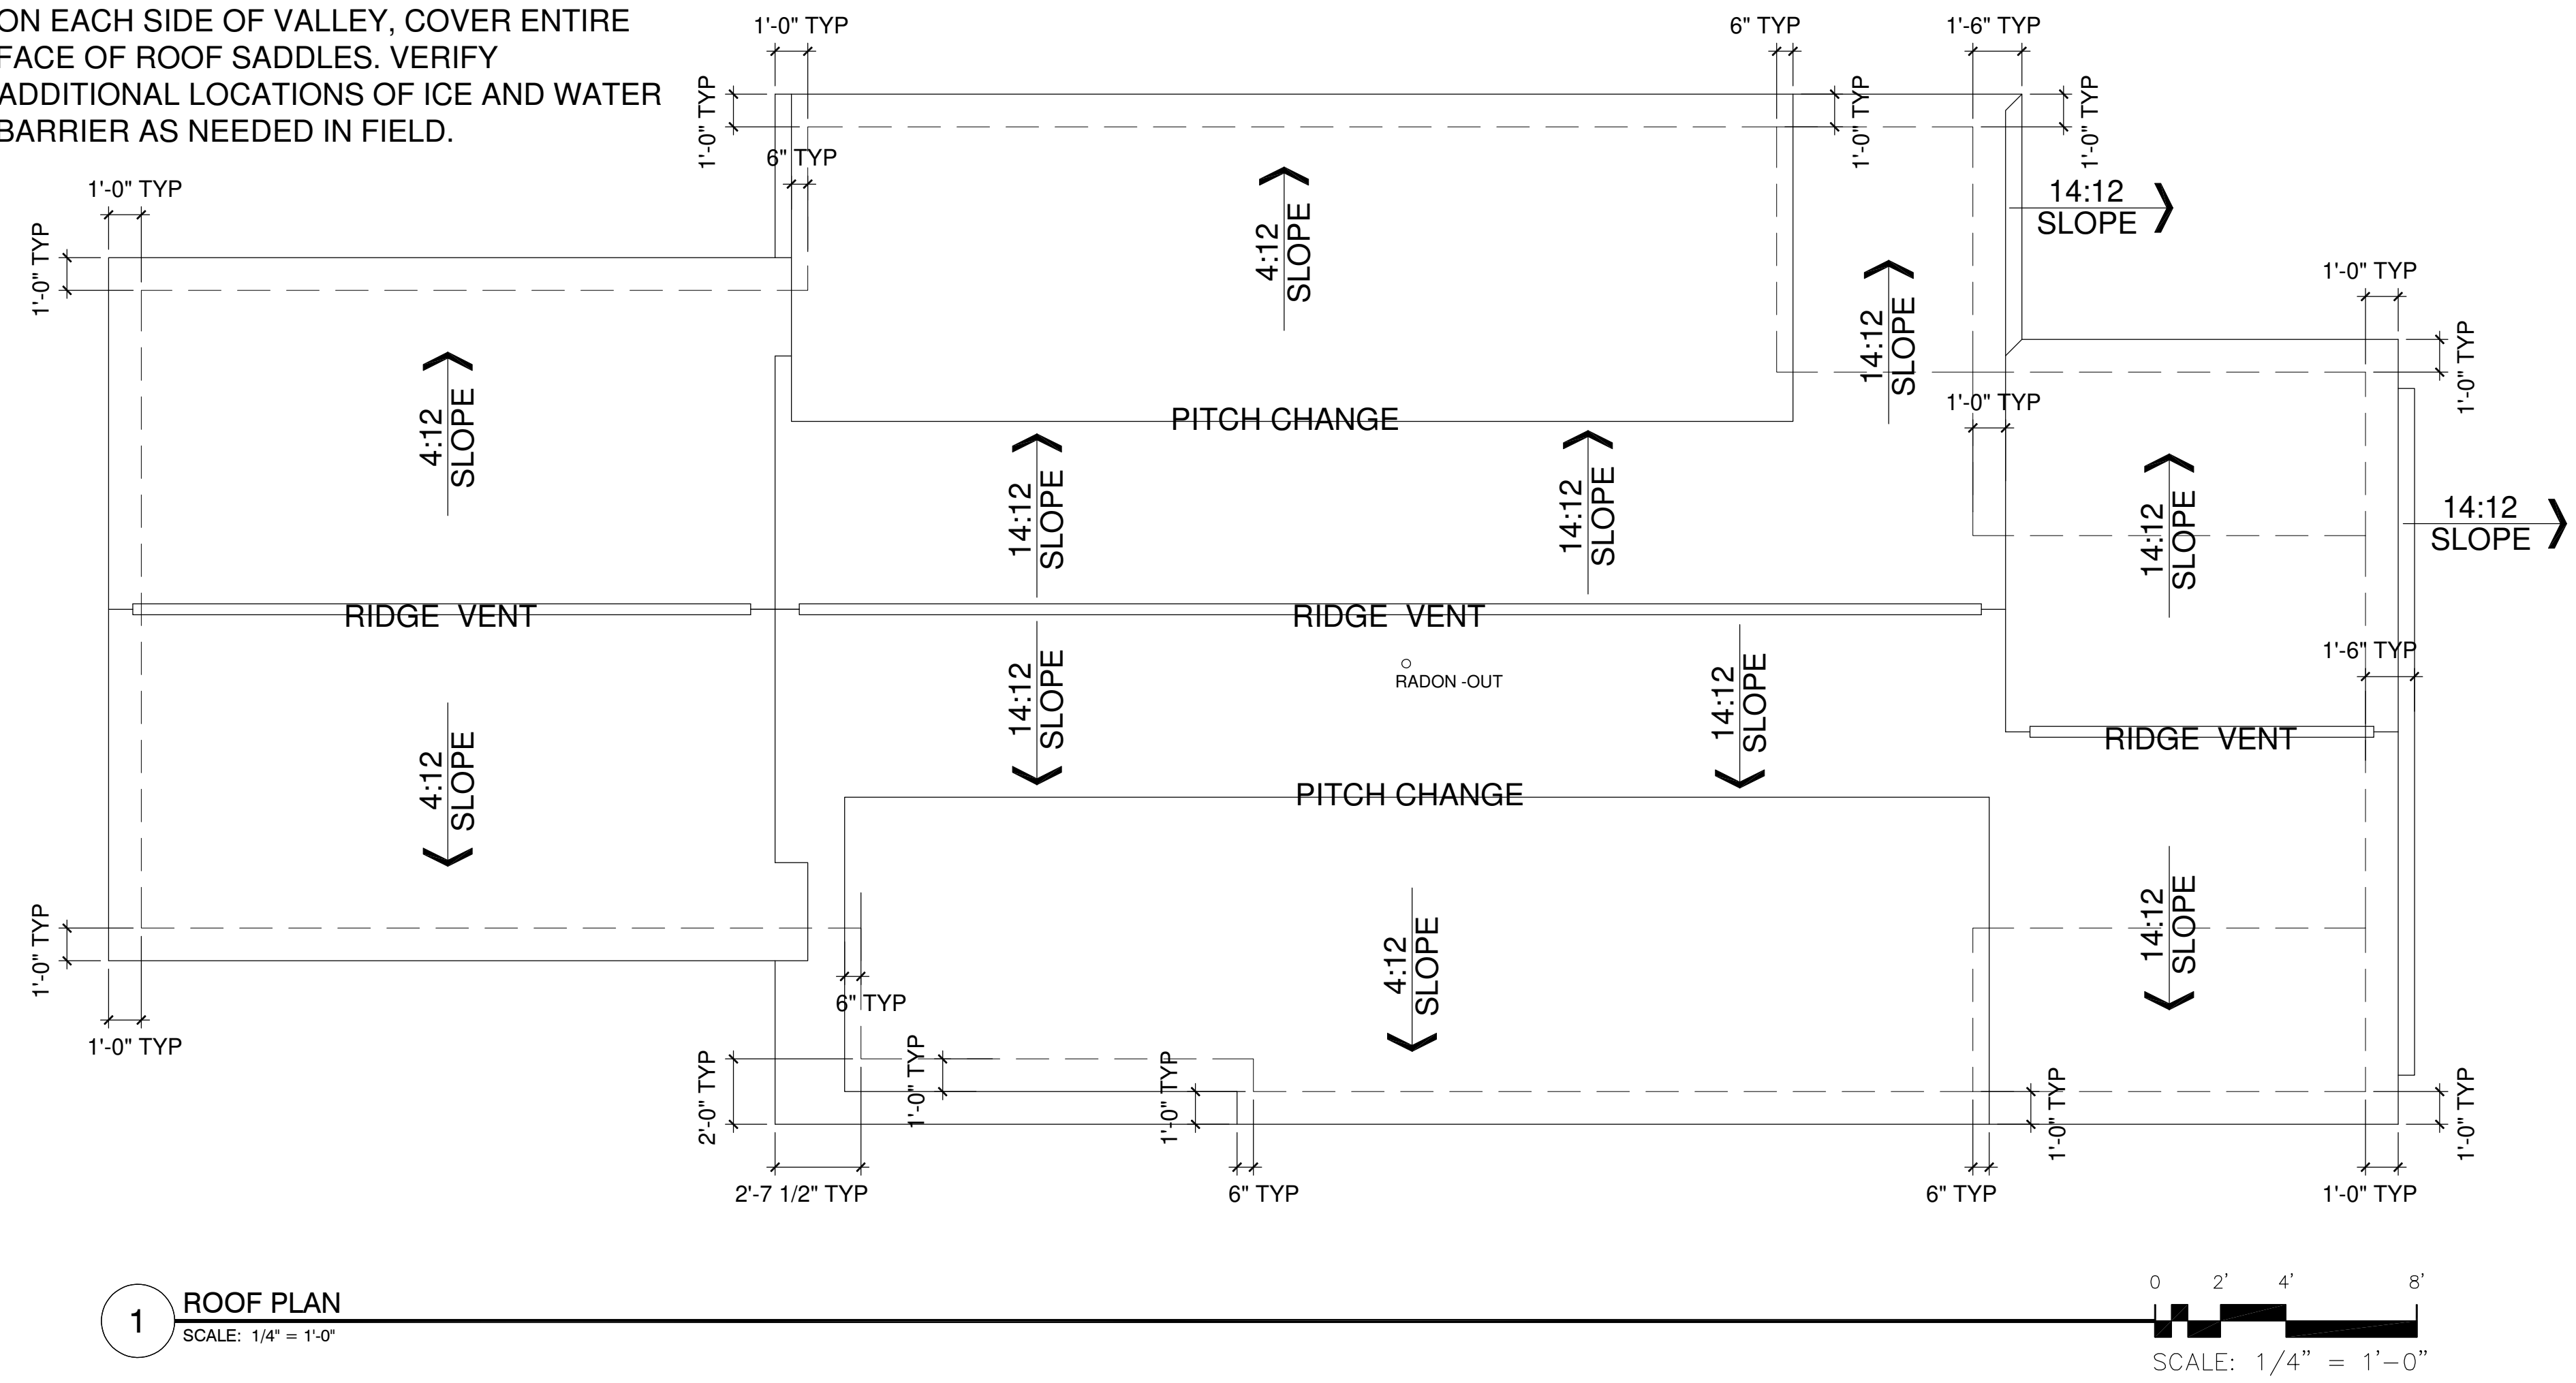 ON EACH SIDE OF VALLEY, COVER ENTIRE
FACE OF ROOF SADDLES. VERIFY
ADDITIONAL LOCATIONS OF ICE AND WATER
BARRIER AS NEEDED IN FIELD.
1'-0" TYP
6" TYP
1'-6" TYP
1'-0" TYP
1'-0" TYP
1'-0" TYP
6" TYP
1'-0" TYP
1'-0" TYP
14:12
SLOPE
4:12
SLOPE
1'-0" TYP
14:12
SLOPE
1'-0" TYP
1'-0" TYP
4:12
SLOPE
PITCH CHANGE
14:12
SLOPE
14:12
SLOPE
14:12
SLOPE
14:12
SLOPE
RIDGE VENT
RIDGE VENT
RADON -OUT
1'-6" TYP
14:12
SLOPE
14:12
SLOPE
RIDGE VENT
4:12
SLOPE
PITCH CHANGE
1'-0" TYP
4:12
SLOPE
14:12
SLOPE
6" TYP
1'-0" TYP
2'-0" TYP
1'-0" TYP
1'-0" TYP
1'-0" TYP
1'-0" TYP
2'-7 1/2" TYP
6" TYP
6" TYP
1'-0" TYP
1
ROOF PLAN
SCALE: 1/4" = 1'-0"
0 2' 4' 8'
SCALE: 1/4" = 1'-0"